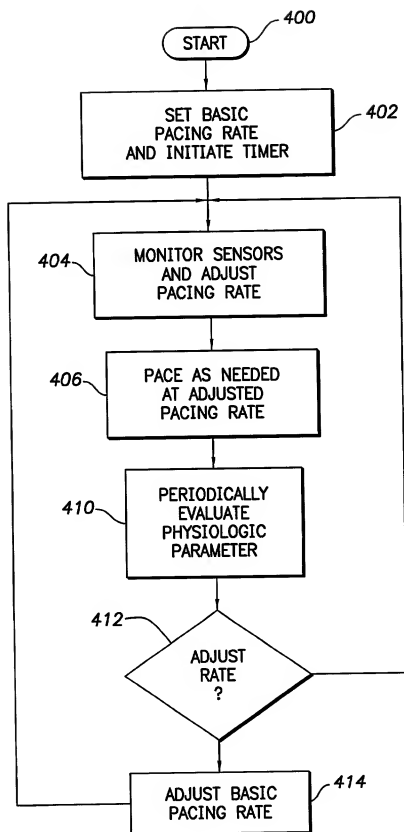 START
400
SET BASIC
PACING RATE
AND INITIATE TIMER
402
404
MONITOR SENSORS
AND ADJUST
PACING RATE
406
PACE AS NEEDED
AT ADJUSTED
PACING RATE
410
PERIODICALLY
EVALUATE
PHYSIOLOGIC
PARAMETER
412
ADJUST
RATE
?
ADJUST BASIC
PACING RATE
414